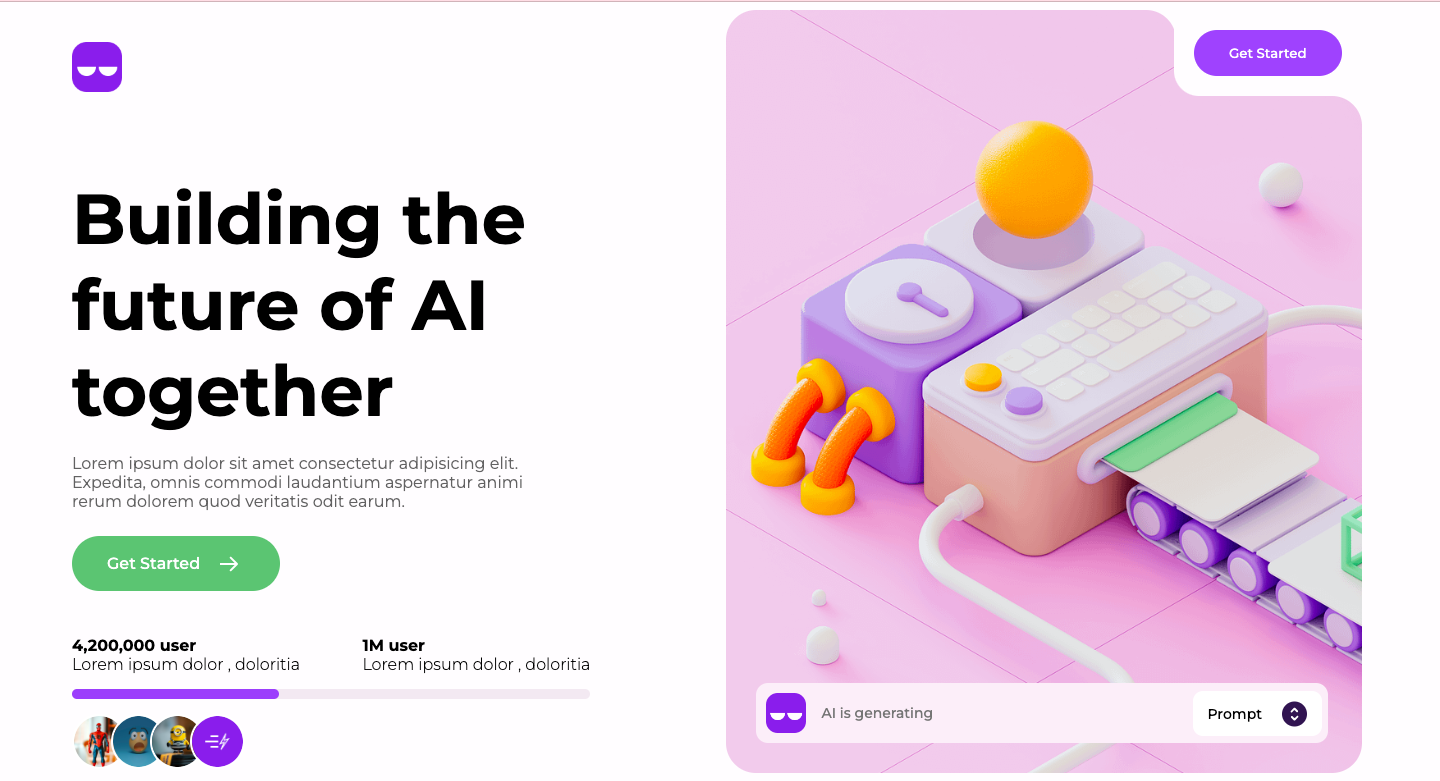 Get Started
Building the
future of AI
together
Lorem ipsum dolor sit amet consectetur adipisicing elit.
Expedita, omnis commodi laudantium aspernatur animi
rerum dolorem quod veritatis odit earum.
Get Started
4,200,000 user
Lorem ipsum dolor , doloritia
1M user
Lorem ipsum dolor , doloritia
AI is generating
Prompt